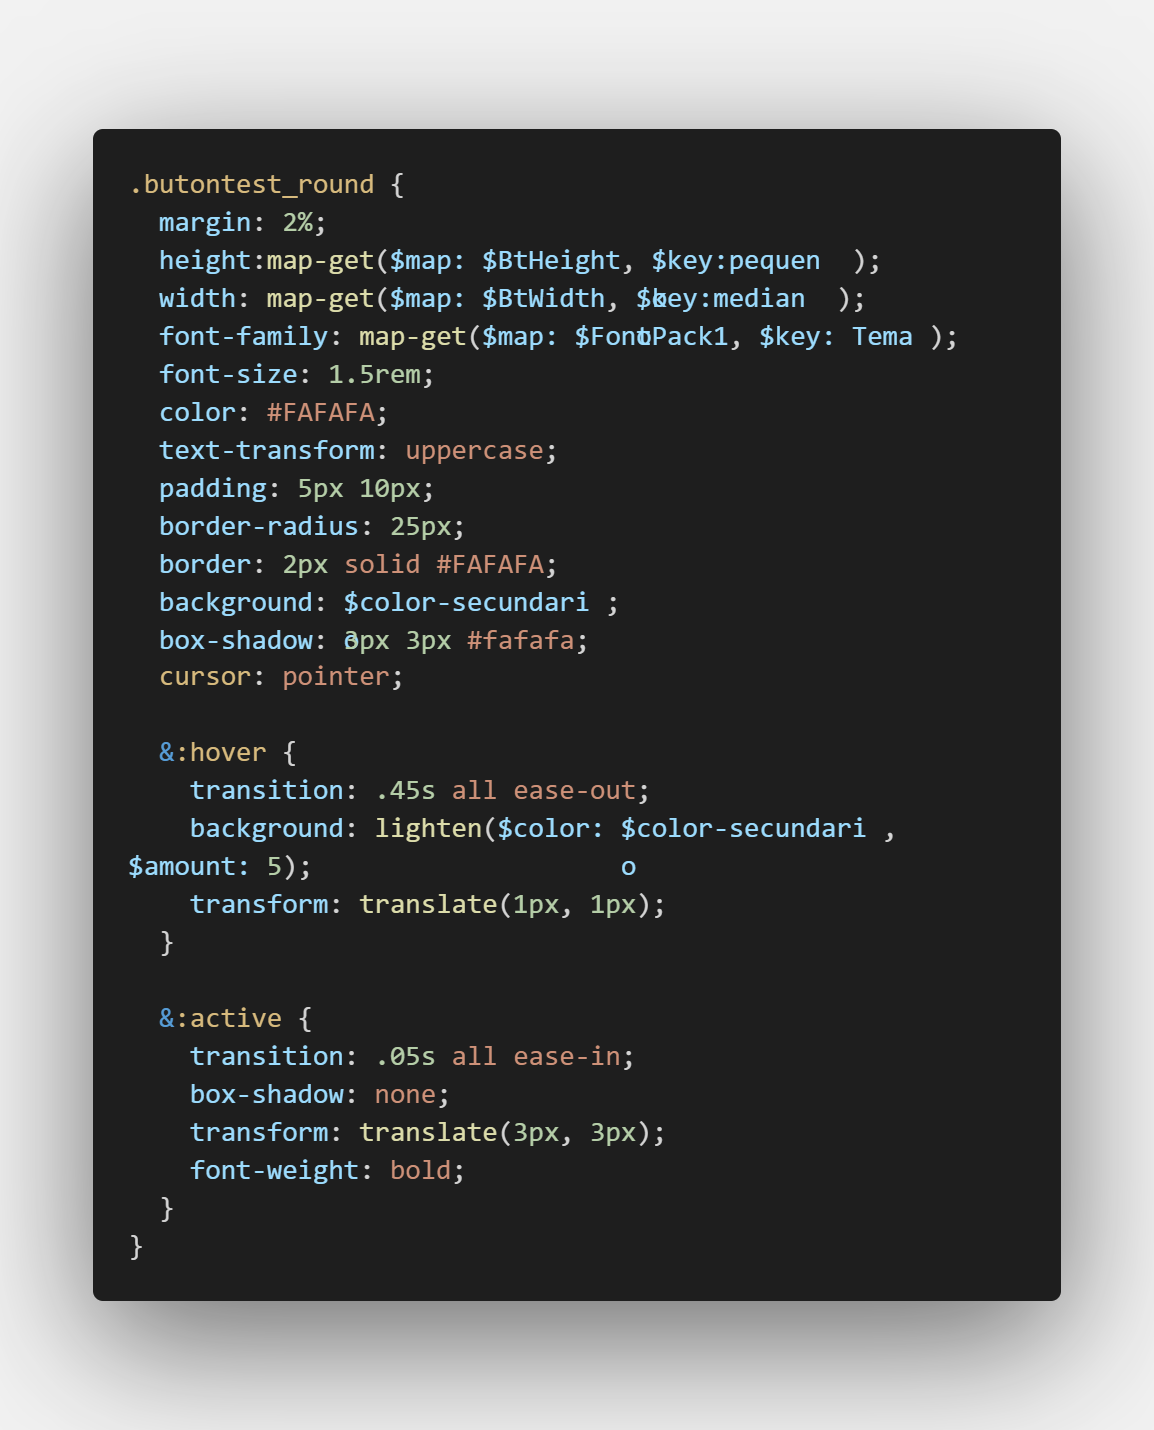 .butontest_round {
  margin: 2%;
  height:map-get($map: $BtHeight, $key:pequen  );
  width: map-get($map: $BtWidth, $key:median  );
  font-family: map-get($map: $FontPack1, $key: Tema );
  font-size: 1.5rem;
  color: #FAFAFA;
  text-transform: uppercase;
  padding: 5px 10px;
  border-radius: 25px;
  border: 2px solid #FAFAFA;
  background: $color-secundari ;
  box-shadow: 3px 3px #fafafa;
  cursor: pointer;

  &:hover {
    transition: .45s all ease-out;
    background: lighten($color: $color-secundari ,
$amount: 5); o
    transform: translate(1px, 1px);
  }

  &:active {
    transition: .05s all ease-in;
    box-shadow: none;
    transform: translate(3px, 3px);
    font-weight: bold;
  }
}